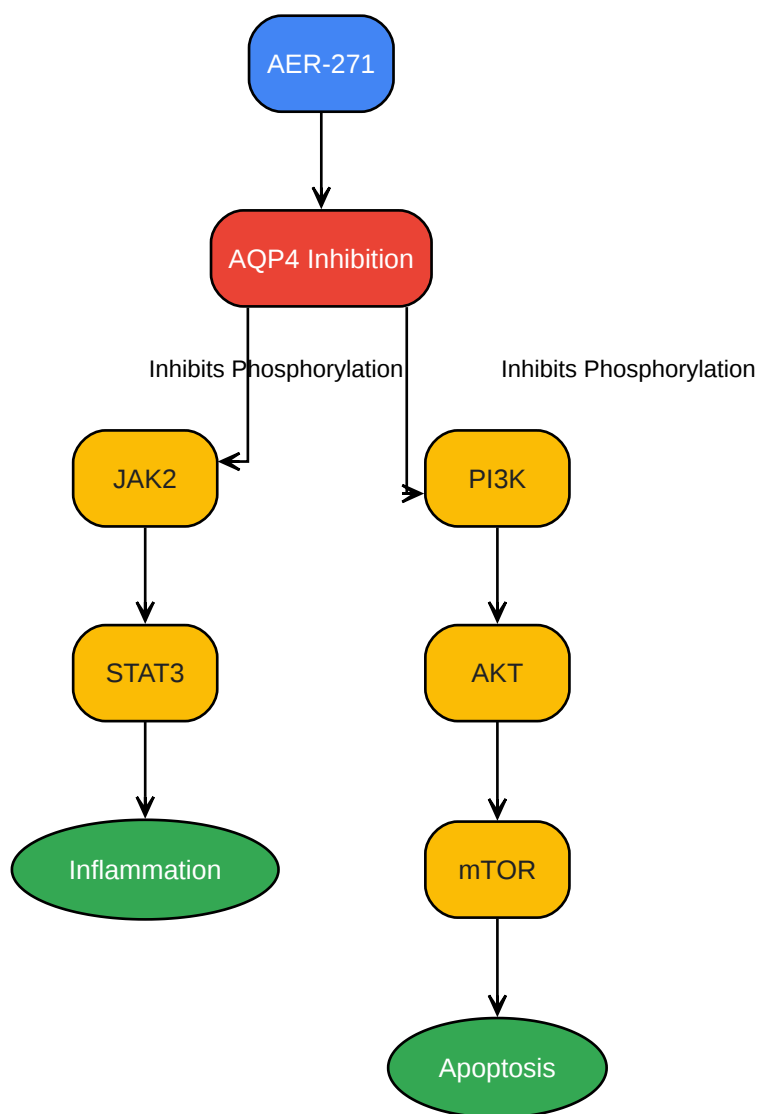 AER-271
AQP4 Inhibition
Inhibits Phosphorylation
Inhibits Phosphorylation
JAK2
PI3K
STAT3
AKT
Inflammation
mTOR
Apoptosis